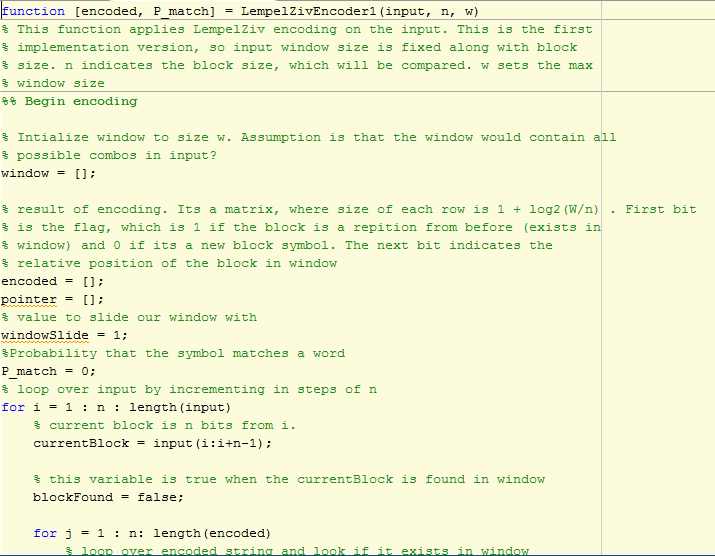 function [encoded, P_match] = LempelZivEncoder1(input, n, w)
% This function applies LempelZiv encoding on the input. This is the first
% implementation version, so input window size is fixed along with block
% size. n indicates the block size, which will be compared. w sets the max
% window size
%% Begin encoding
% Intialize window to size w. Assumption is that the window would contain all
% possible combos in input?
window = [];
% result of encoding. Its a matrix, where size of each row is 1 + log2(W/n) . First bit
% is the flag, which is 1 if the block is a repition from before (exists in
% window) and 0 if its a new block symbol. The next bit indicates the
% relative position of the block in window
encoded = [];
pointer = [];
% value to slide our window with
windowSlide = 1;
%Probability that the symbol matches a word
P_match = 0;
% loop over input by incrementing in steps of n
for i = 1 : n : length(input)
% current block is n bits from i.
currentBlock = input(i:i+n-1);
% this variable is true when the currentBlock is found in window
blockFound = false;
for j = 1 : n: length(encoded)
% loop over encoded string and look if it exists in window